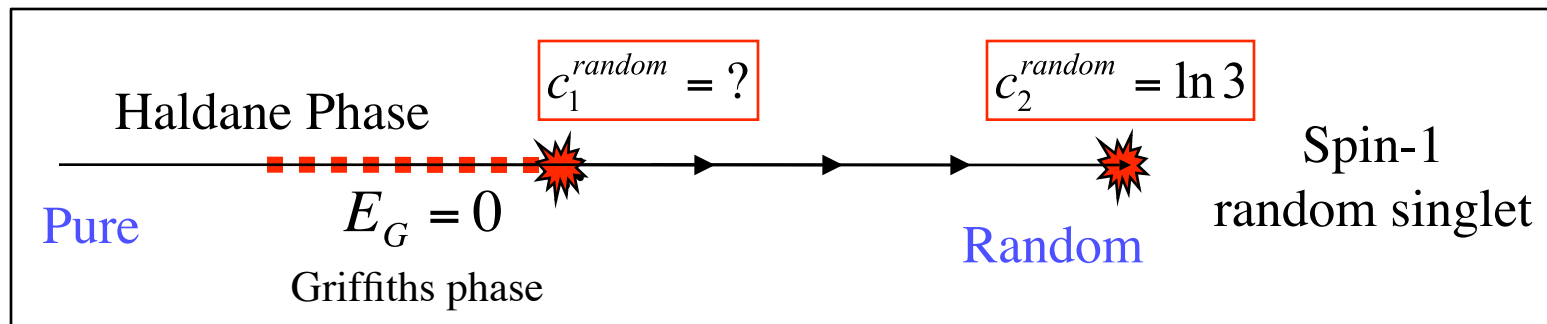 Haldane Phase
c_1^{random} = ?
c_2^{random} = ln 3
Pure
E_G = 0
Griffiths phase
Random
Spin-1
random singlet